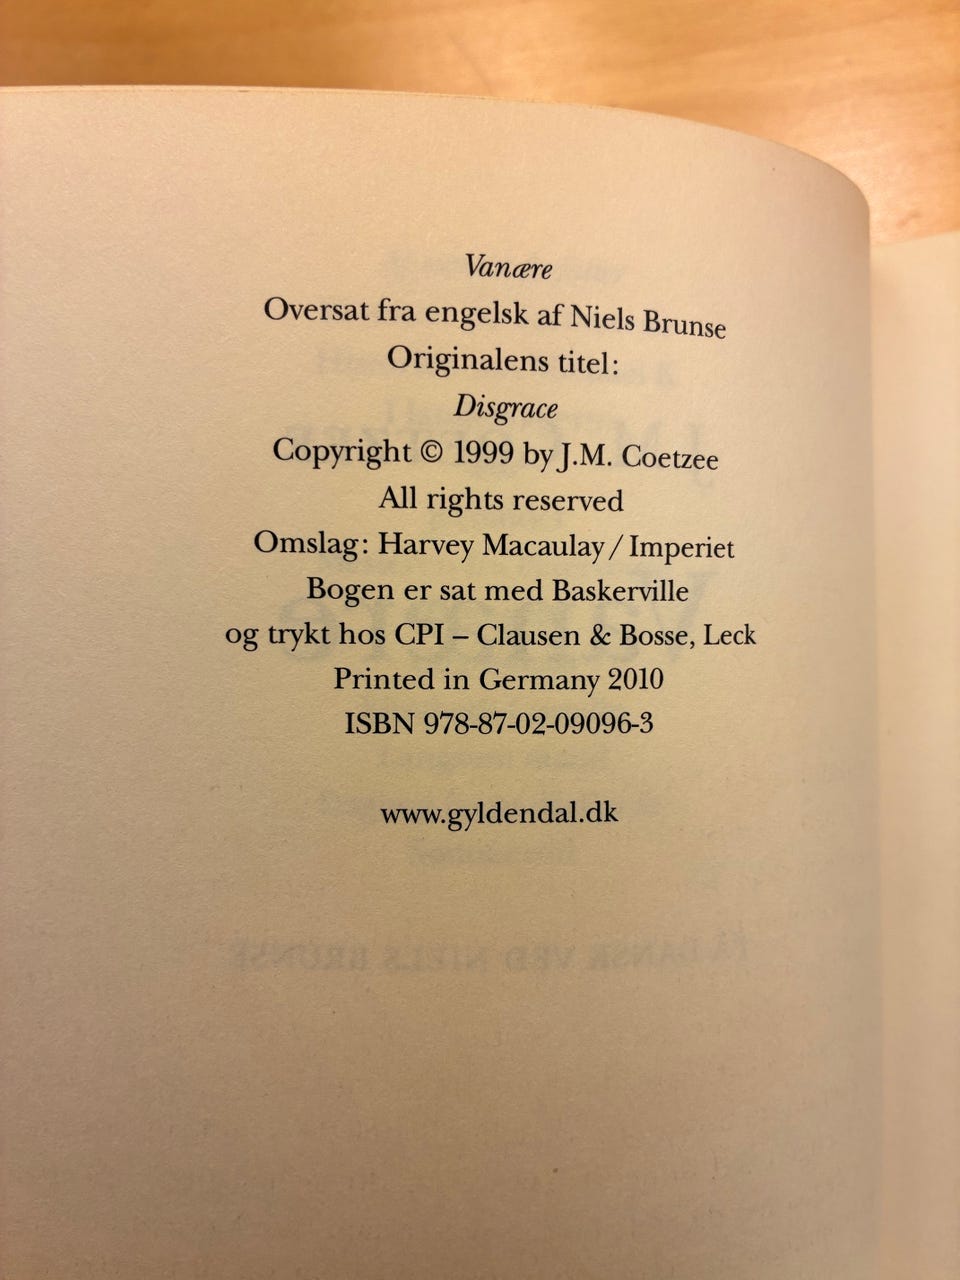 Vanære
Oversat fra engelsk af Niels Brunse
Originalens titel:
Disgrace
Copyright © 1999 by J.M. Coetzee
All rights reserved
Omslag: Harvey Macaulay / Imperiet
Bogen er sat med Baskerville
og trykt hos CPI – Clausen & Bosse, Leck
Printed in Germany 2010
ISBN 978-87-02-09096-3
www.gyldendal.dk